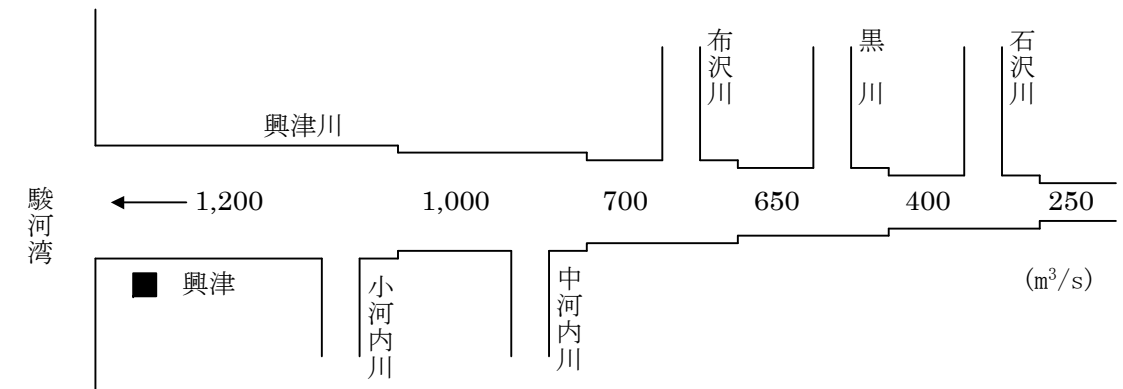 布沢川
黒川
石沢川
興津川
駿河湾
1,200
1,000
700
650
400
250
興津
小河内川
中河内川
(m³/s)